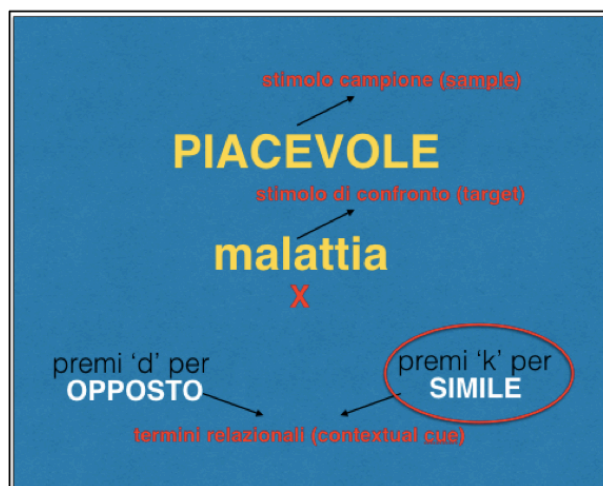 stimolo campione (sample)
PIACEVOLE
stimolo di confronto (target)
malattia
X
premi ‘d’ per
OPPOSTO
premi ‘k’ per
SIMILE
termini relazionali (contextual cue)